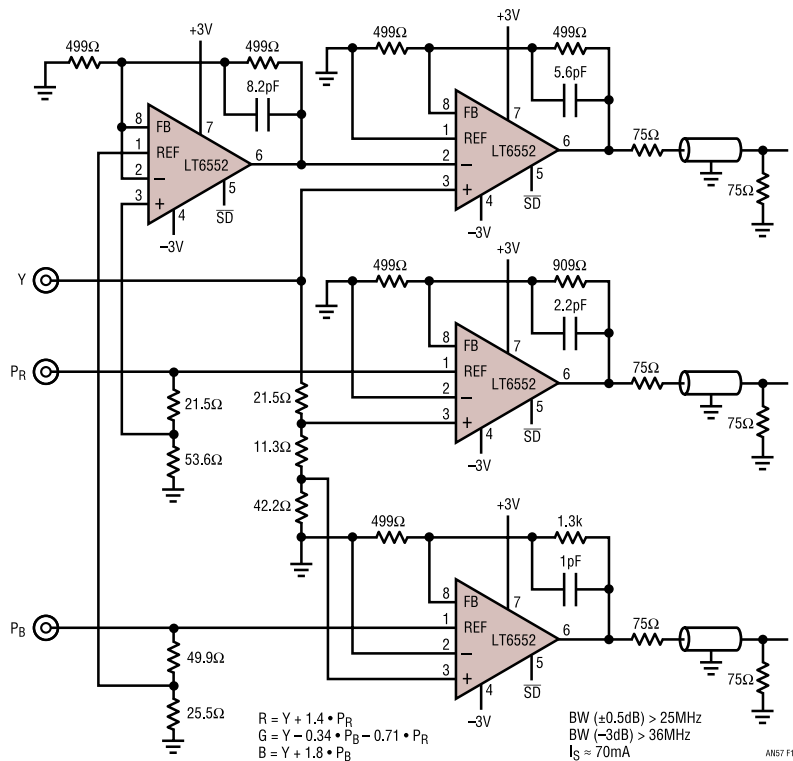 +3V
+3V
499Ω
499Ω
499Ω
499Ω
8.2pF
5.6pF
8
FB
7
1
REF
LT6552
6
2
−
3
+
5
4
SD
−3V
8
FB
7
1
REF
LT6552
6
2
−
3
+
5
4
SD
−3V
75Ω
75Ω
Y
+3V
499Ω
909Ω
2.2pF
8
FB
7
PR
1
REF
LT6552
6
2
−
3
+
5
4
SD
−3V
75Ω
75Ω
21.5Ω
53.6Ω
21.5Ω
11.3Ω
42.2Ω
+3V
499Ω
1.3k
1pF
8
FB
7
PB
1
REF
LT6552
6
2
−
3
+
5
4
SD
−3V
75Ω
75Ω
49.9Ω
25.5Ω
R = Y + 1.4 • PR
G = Y – 0.34 • PB – 0.71 • PR
B = Y + 1.8 • PB
BW (±0.5dB) > 25MHz
BW (–3dB) > 36MHz
IS ≈ 70mA
AN57 F1